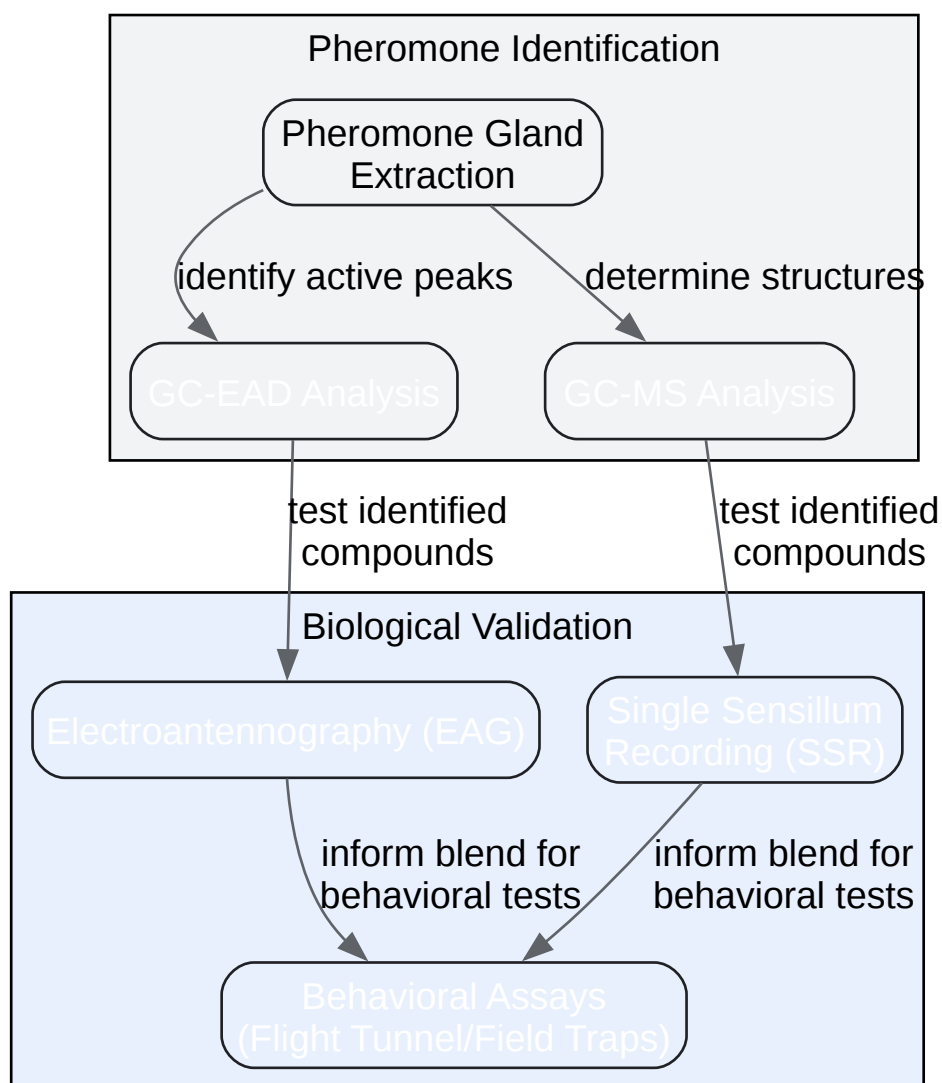 Pheromone Identification
Pheromone Gland
Extraction
identify active peaks
determine structures
GC-EAD Analysis
GC-MS Analysis
test identified
compounds
test identified
compounds
Biological Validation
Electroantennography (EAG)
Single Sensillum
Recording (SSR)
inform blend for
behavioral tests
inform blend for
behavioral tests
Behavioral Assays
(Flight Tunnel/Field Traps)